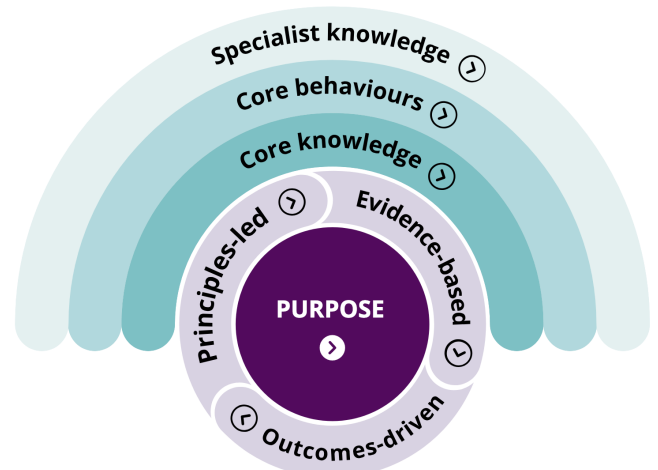 Specialist knowledge
Core behaviours
Core knowledge
Principles-led
Evidence-based
PURPOSE
Outcomes-driven